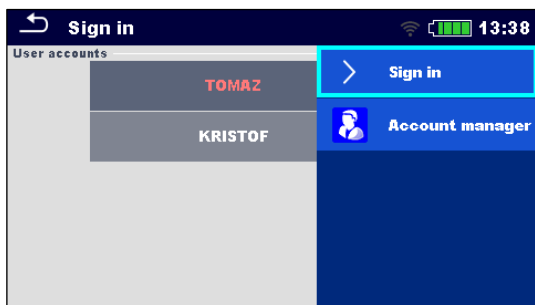 Sign in
13:38
User accounts
TOMAZ
KRISTOF
Sign in
Account manager